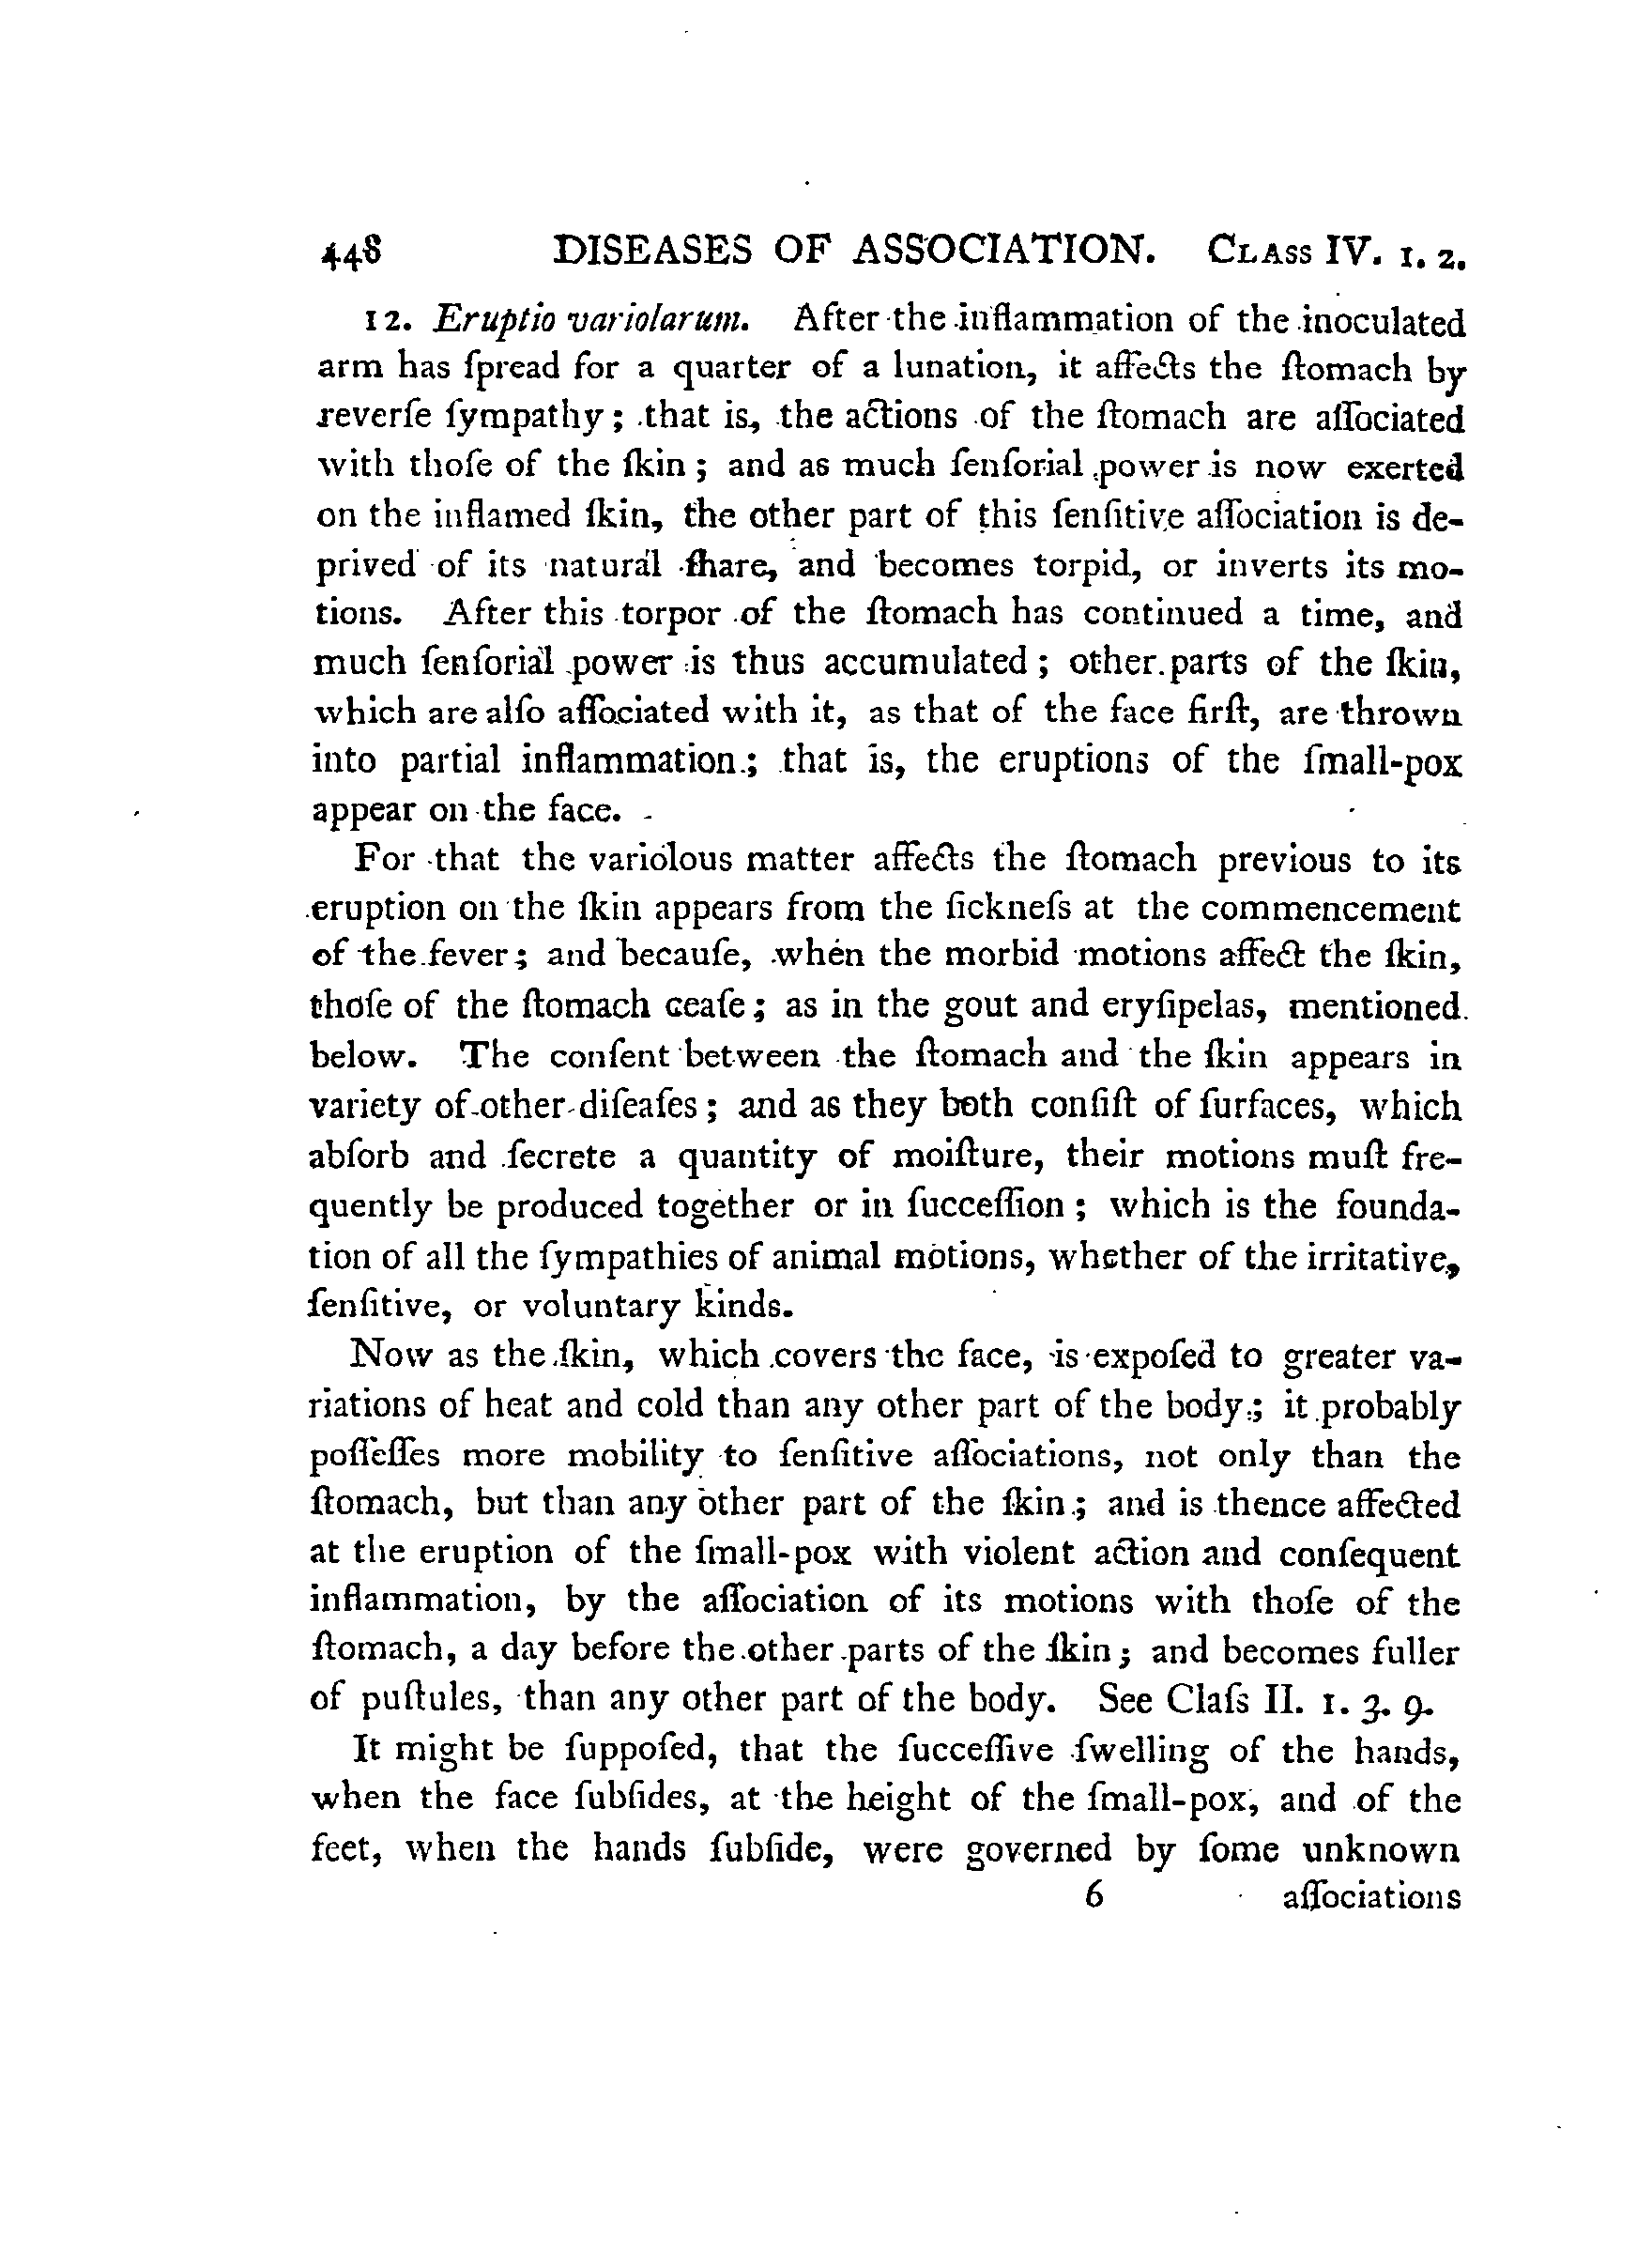 448 DISEASES OF ASSOCIATION. CLASS IV. 1. 2.
12. Eruptio variolarum. After the inflammation of the inoculated
arm has ſpread for a quarter of a lunation, it affects the ſtomach by
reverſe ſympathy; that is, the actions of the ſtomach are aſſociated
with thoſe of the ſkin; and as much ſenſorial power is now exerted
on the inflamed ſkin, the other part of this ſenſitive aſſociation is de-
prived of its natural ſhare, and becomes torpid, or inverts its mo-
tions. After this torpor of the ſtomach has continued a time, and
much ſenſorial power is thus accumulated; other parts of the ſkin,
which are alſo aſſociated with it, as that of the face firſt, are thrown
into partial inflammation; that is, the eruptions of the ſmall-pox
appear on the face.
For that the variolous matter affects the ſtomach previous to its
eruption on the ſkin appears from the ſickneſs at the commencement
of the fever; and becauſe, when the morbid motions affect the ſkin,
thoſe of the ſtomach ceaſe; as in the gout and eryſipelas, mentioned
below. The conſent between the ſtomach and the ſkin appears in
variety of other diſeaſes; and as they both conſiſt of ſurfaces, which
abſorb and ſecrete a quantity of moiſture, their motions muſt fre-
quently be produced together or in ſucceſſion; which is the founda-
tion of all the ſympathies of animal motions, whether of the irritative,
ſenſitive, or voluntary kinds.
Now as the ſkin, which covers the face, is expoſed to greater va-
riations of heat and cold than any other part of the body; it probably
poſſeſſes more mobility to ſenſitive aſſociations, not only than the
ſtomach, but than any other part of the ſkin; and is thence affected
at the eruption of the ſmall-pox with violent action and conſequent
inflammation, by the aſſociation of its motions with thoſe of the
ſtomach, a day before the other parts of the ſkin; and becomes fuller
of puſtules, than any other part of the body. See Claſs II. 1. 3. 9.
It might be ſuppoſed, that the ſucceſſive ſwelling of the hands,
when the face ſubſides, at the height of the ſmall-pox, and of the
feet, when the hands ſubſide, were governed by ſome unknown
6 aſſociations